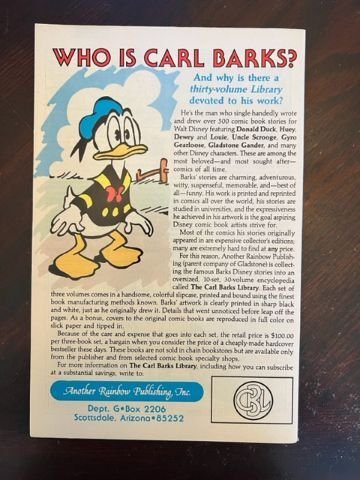 WHO IS CARL BARKS?
And why is there a
thirty-volume Library
devoted to his work?
He's the man who single-handedly wrote
and drew over 500 comic book stories for
Walt Disney featuring Donald Duck, Huey,
Dewey and Louie, Uncle Scrooge, Gyro
Gearloose, Gladstone Gander, and many
other Disney characters. These are among the
most beloved—and most sought after—
comics of all time.
Barks' stories are charming, adventurous,
witty, suspenseful, memorable, and—best of
all—funny. His work is printed and reprinted
in comics all over the world, his stories are
studied in universities, and the expressiveness
he achieved in his artwork is the goal aspiring
Disney comic book artists strive for.
Most of the comics his stories originally
appeared in are expensive collector's editions;
many are extremely hard to find at any price.
For this reason, Another Rainbow Publish-
ing (parent company of Gladstone) is collect-
ing the famous Barks Disney stories into an
oversized, 10-set, 30-volume encyclopedia
called The Carl Barks Library. Each set of
three volumes comes in a handsome, colorful slipcase, printed and bound using the finest
book manufacturing methods known. Barks' artwork is clearly printed in sharp black
and white, just as he originally drew it. Details that went unnoticed before leap off the
pages. As a bonus, covers to the original comic books are reproduced in full color on
slick paper and tipped in.
Because of the care and expense that goes into each set, the retail price is $100.00
per three-book set, a bargain when you consider the price of a cheaply-made hardcover
bestseller these days. These books are not sold in chain bookstores but are available only
from the publisher and from selected comic book specialty shops.
For more information on The Carl Barks Library, including how you can subscribe
at a substantial savings, write to:
Another Rainbow Publishing, Inc.
Dept. G•Box 2206
Scottsdale, Arizona•85252